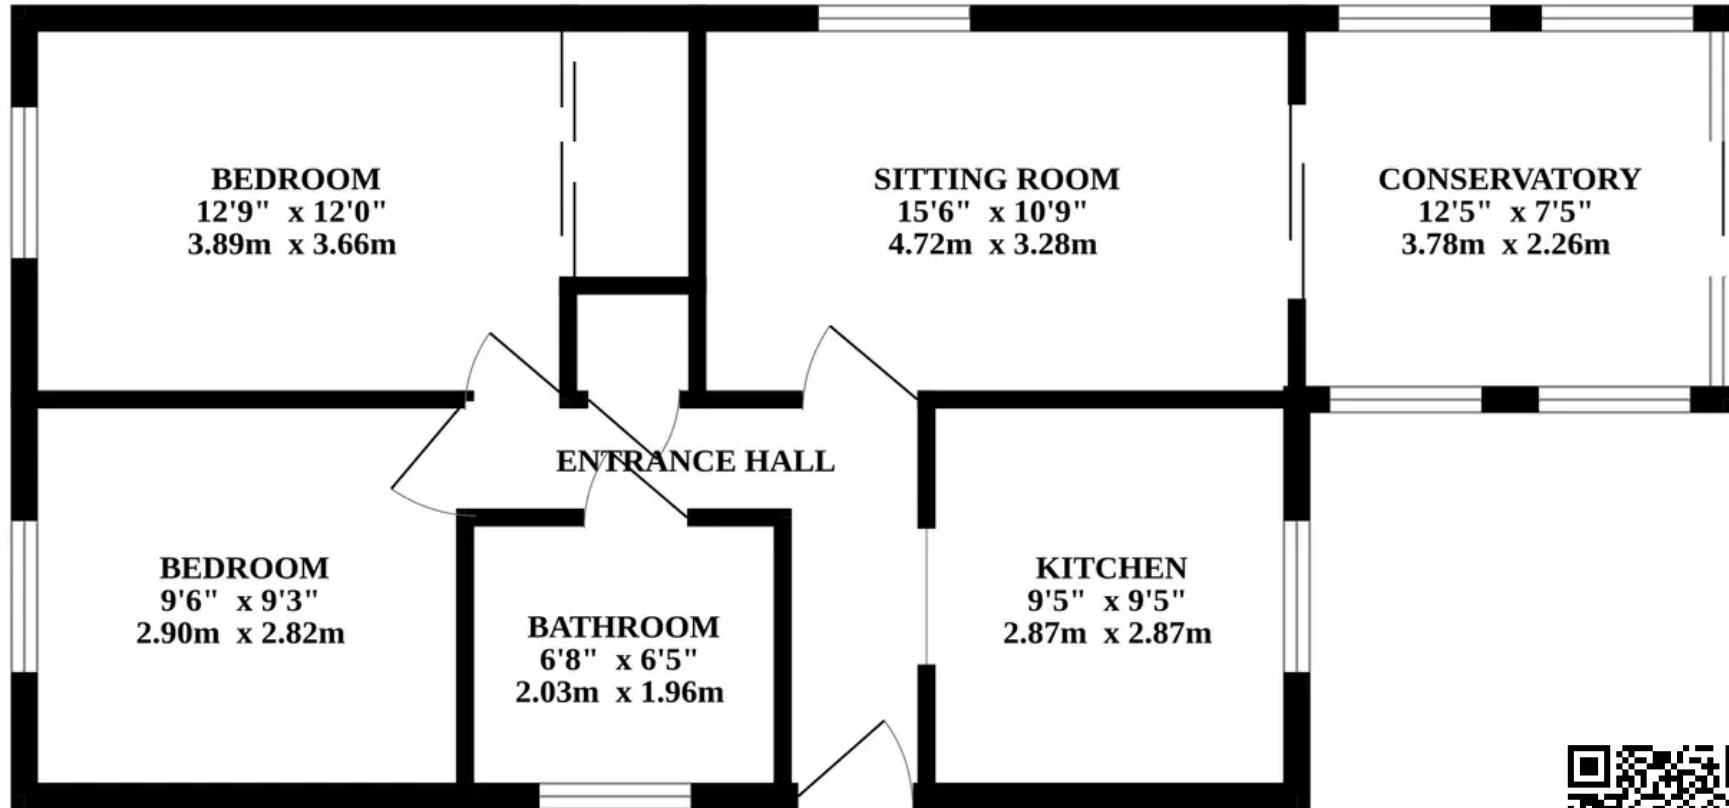 BEDROOM
12'9" x 12'0"
3.89m x 3.66m
SITTING ROOM
15'6" x 10'9"
4.72m x 3.28m
CONSERVATORY
12'5" x 7'5"
3.78m x 2.26m
ENTRANCE HALL
BEDROOM
9'6" x 9'3"
2.90m x 2.82m
BATHROOM
6'8" x 6'5"
2.03m x 1.96m
KITCHEN
9'5" x 9'5"
2.87m x 2.87m